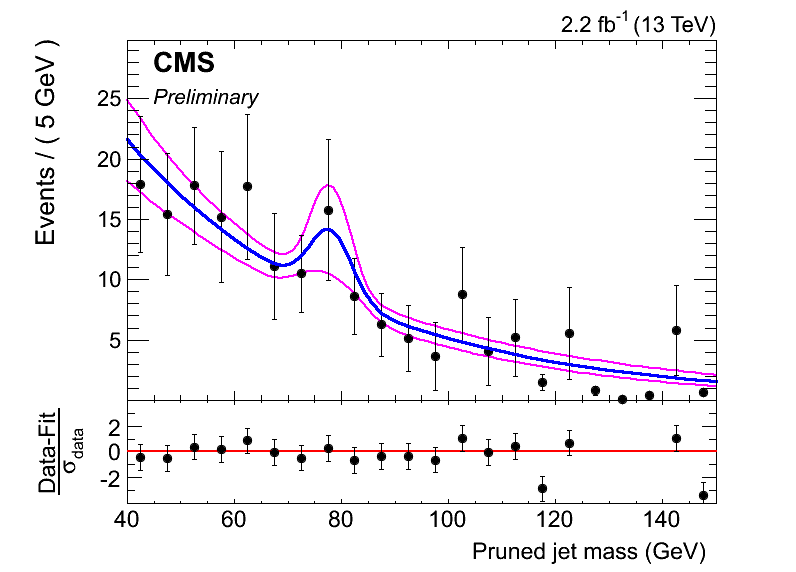 2.2 fb⁻¹ (13 TeV)
CMS
Preliminary
Events / ( 5 GeV )
25
20
15
10
5
Data-Fit
σdata
2
0
-2
40 60 80 100 120 140
Pruned jet mass (GeV)